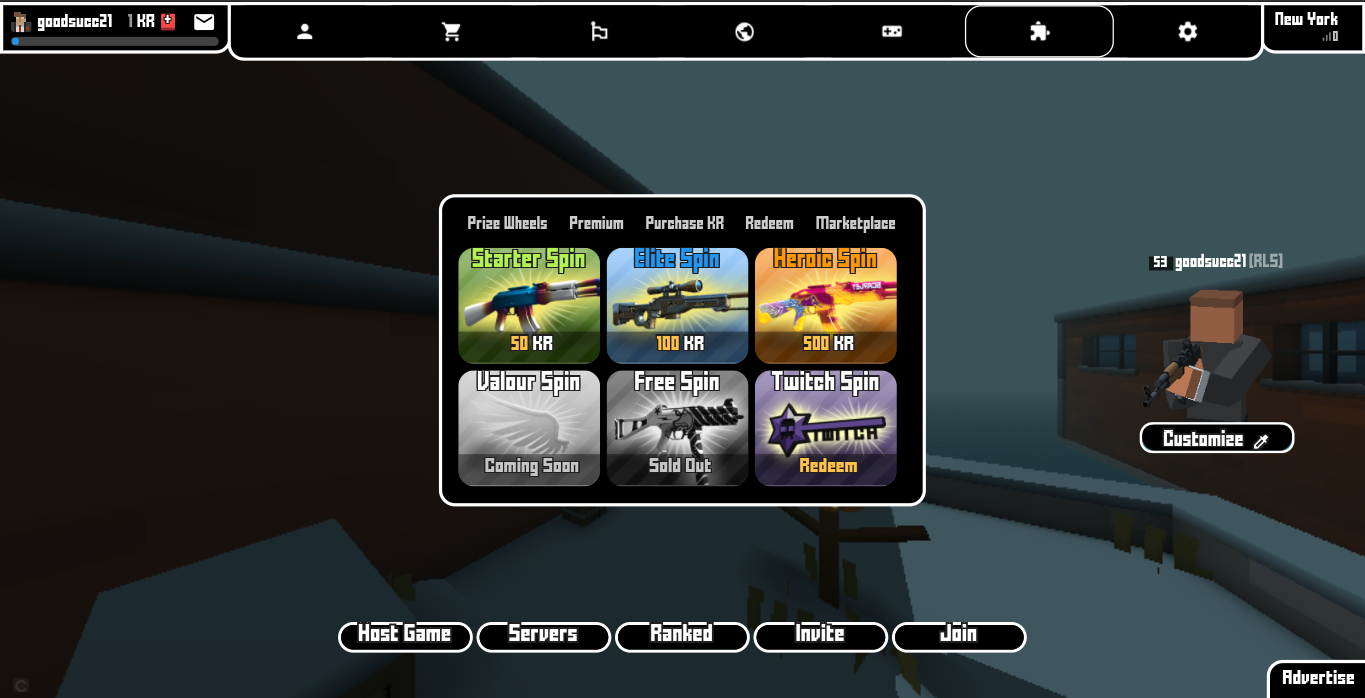 goodsucc21 1 KR
New York
0
Prize Wheels Premium Purchase KR Redeem Marketplace
Starter Spin
50 KR
Elite Spin
100 KR
Heroic Spin
500 KR
Valour Spin
Coming Soon
Free Spin
Sold Out
TWITCH
Twitch Spin
Redeem
53 goodsucc21 [RLS]
Customize
Host Game Servers Ranked Invite Join
Advertise